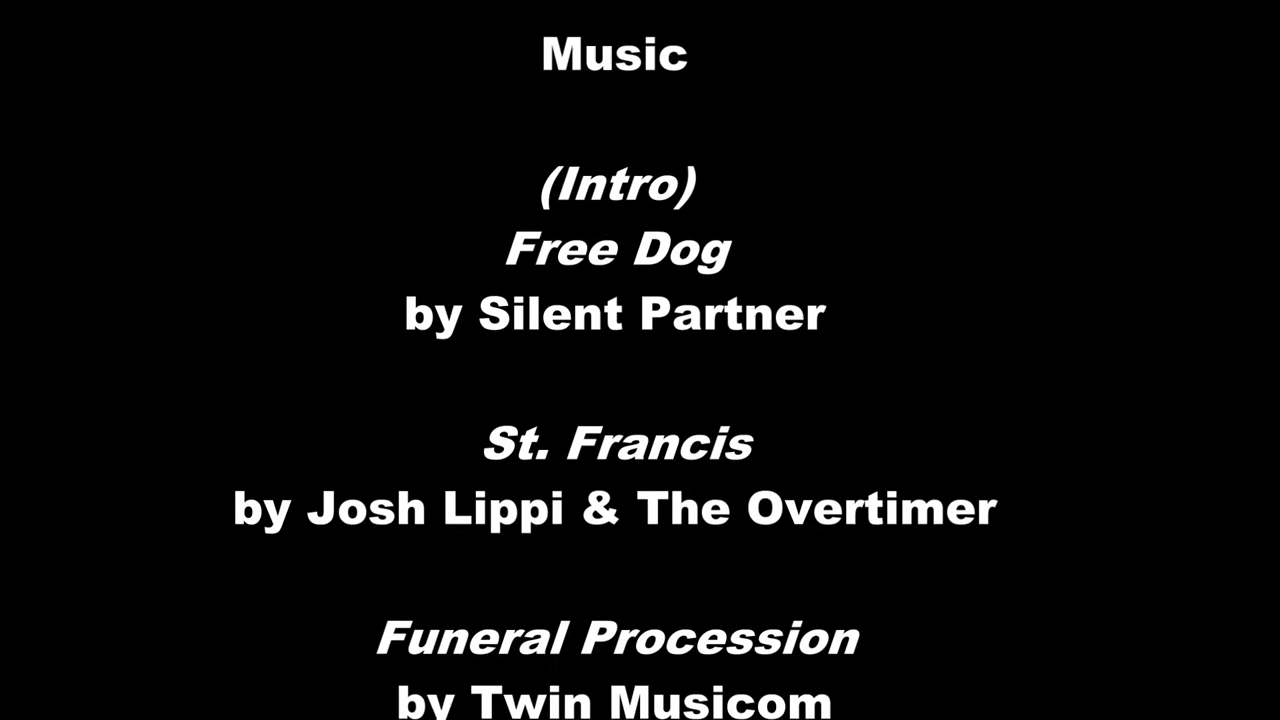 Music
(Intro)
Free Dog
by Silent Partner
St. Francis
by Josh Lippi & The Overtimer
Funeral Procession
by Twin Musicom